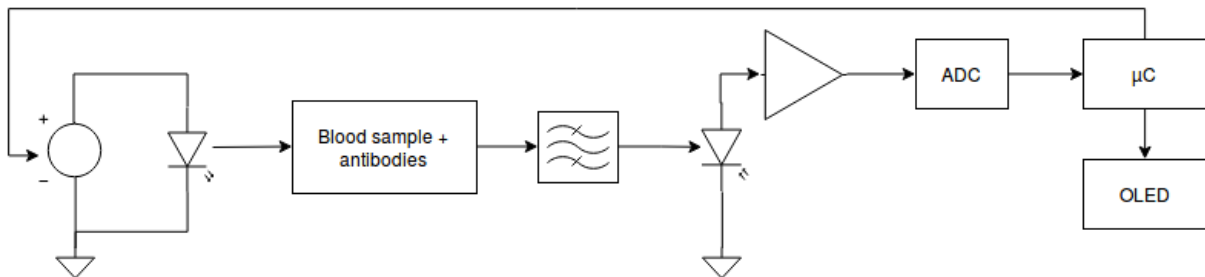 +
−
Blood sample +
antibodies
ADC
µC
OLED